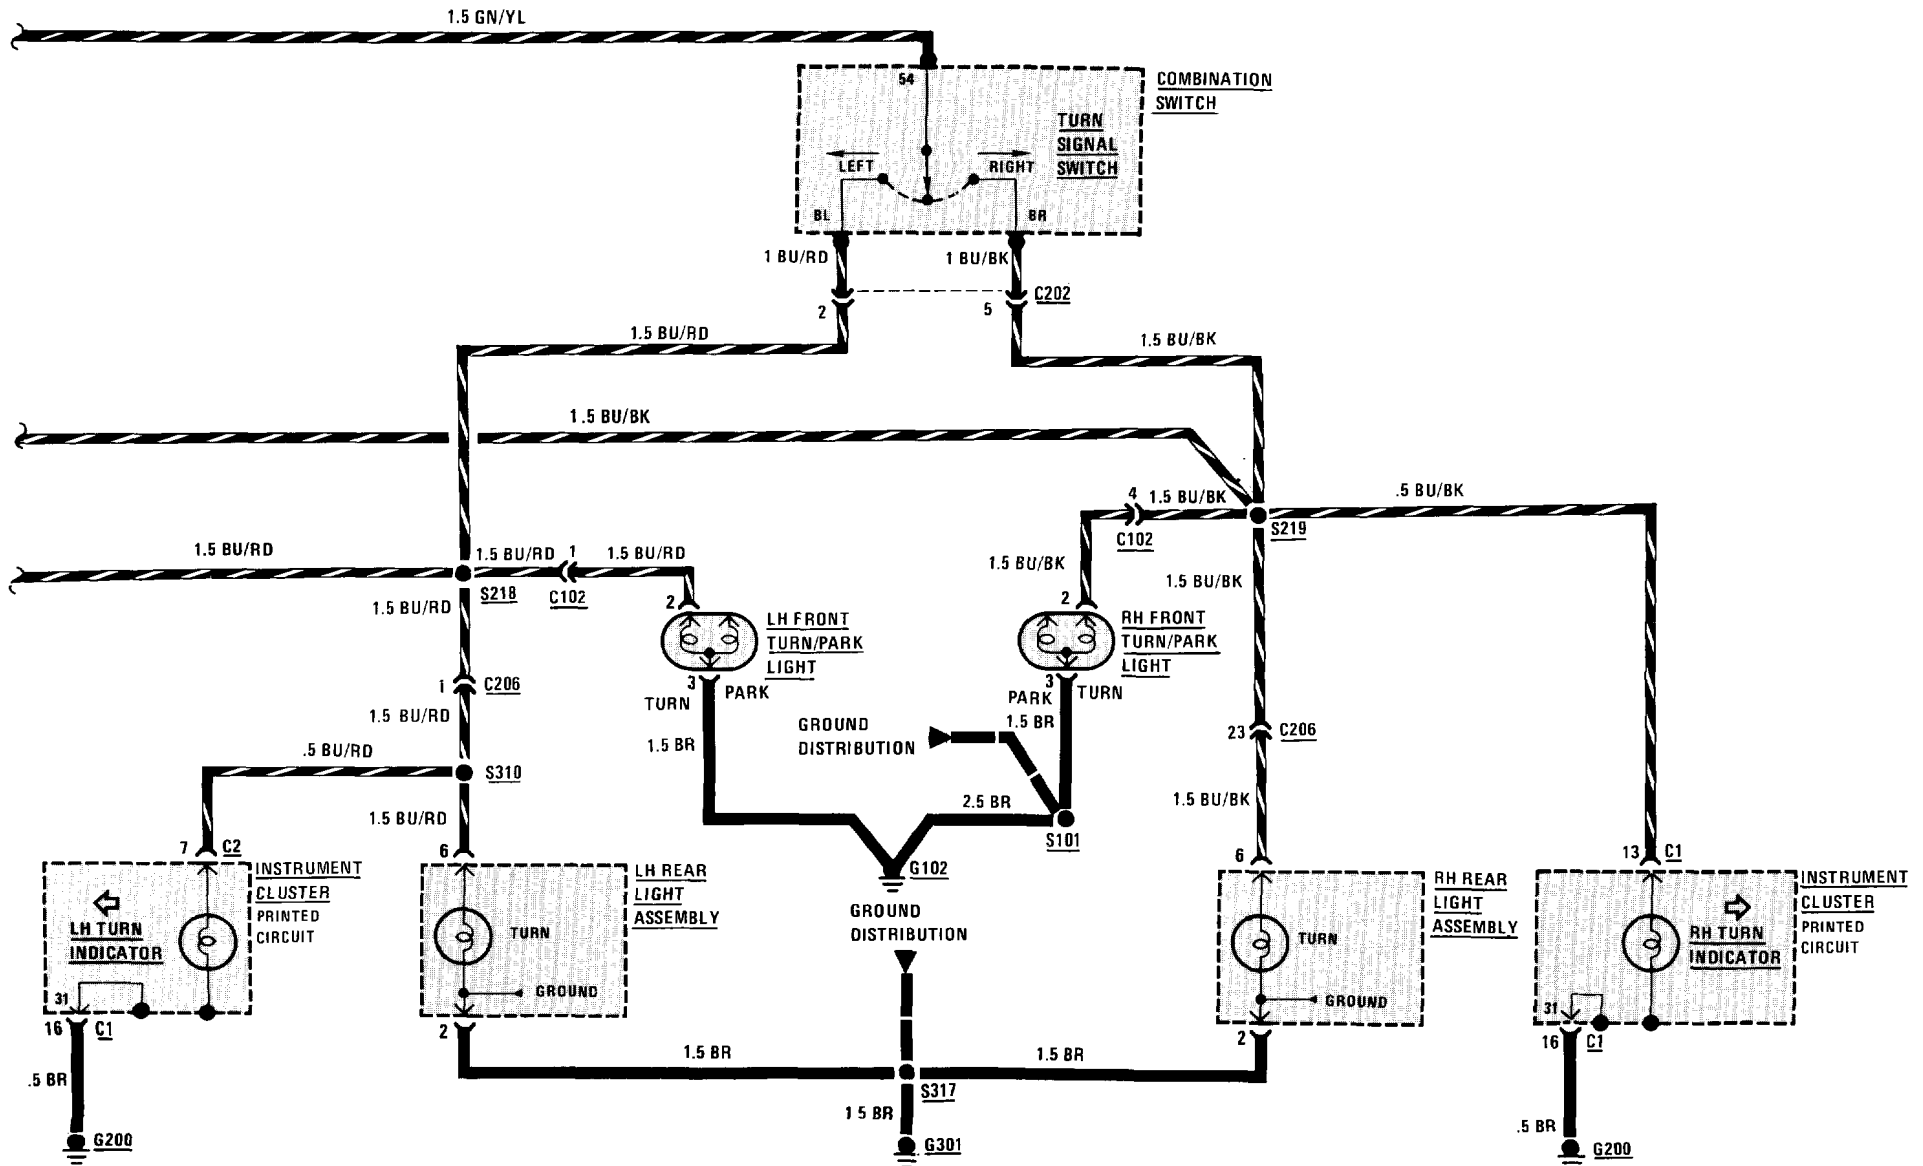 1.5 GN/YL
54
COMBINATION
SWITCH
TURN
SIGNAL
SWITCH
LEFT
RIGHT
BL
BR
1 BU/RD
1 BU/BK
2
5
C202
1.5 BU/RD
1.5 BU/BK
1.5 BU/BK
4
1.5 BU/BK
.5 BU/BK
S219
C102
1.5 BU/RD
1.5 BU/RD
1
1.5 BU/RD
S218
C102
1.5 BU/BK
1.5 BU/BK
1.5 BU/RD
2
LH FRONT
TURN/PARK
LIGHT
2
RH FRONT
TURN/PARK
LIGHT
1
C206
3
TURN
PARK
3
PARK
TURN
1.5 BU/RD
1.5 BR
GROUND
DISTRIBUTION
1.5 BR
23
C206
.5 BU/RD
S310
1.5 BU/RD
2.5 BR
S101
1.5 BU/BK
7
C2
6
G102
6
13
C1
INSTRUMENT
CLUSTER
PRINTED
CIRCUIT
LH TURN
INDICATOR
31
16
C1
LH REAR
LIGHT
ASSEMBLY
TURN
GROUND
2
GROUND
DISTRIBUTION
RH REAR
LIGHT
ASSEMBLY
TURN
GROUND
2
INSTRUMENT
CLUSTER
PRINTED
CIRCUIT
RH TURN
INDICATOR
31
16
C1
1.5 BR
1.5 BR
.5 BR
S317
1 5 BR
.5 BR
G200
G301
G200